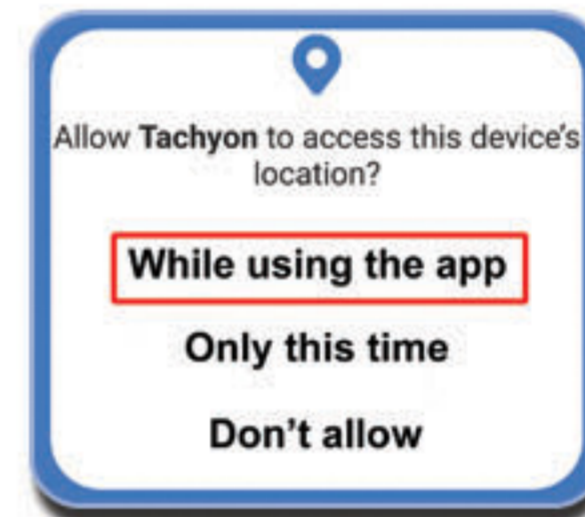 Allow Tachyon to access this device's
location?
While using the app
Only this time
Don't allow